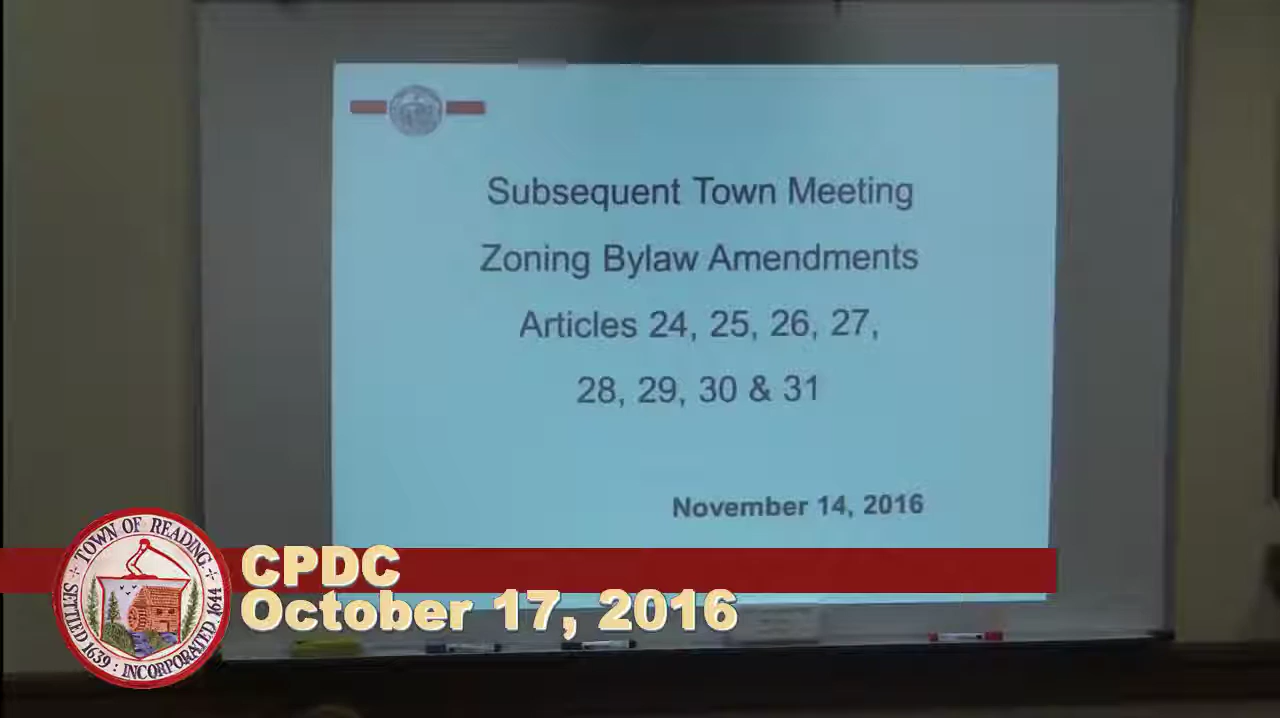 Subsequent Town Meeting
Zoning Bylaw Amendments
Articles 24, 25, 26, 27,
28, 29, 30 & 31
November 14, 2016
CPDC
October 17, 2016
TOWN OF READING
SETTLED 1639 : INCORPORATED 1644